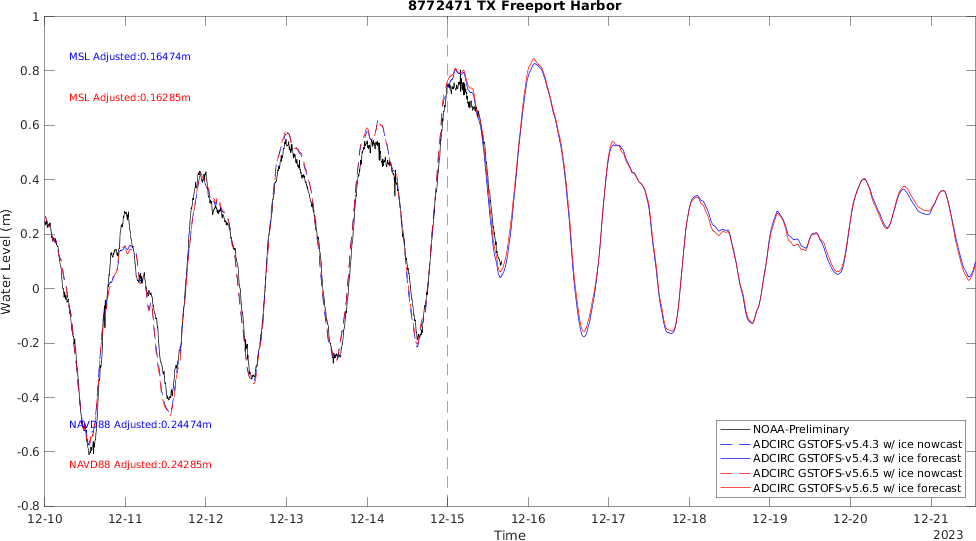 8772471 TX Freeport Harbor
1
0.8
0.6
0.4
0.2
0
-0.2
-0.4
-0.6
-0.8
Water Level (m)
MSL Adjusted:0.16474m
MSL Adjusted:0.16285m
NAVD88 Adjusted:0.24474m
NAVD88 Adjusted:0.24285m
NOAA-Preliminary
ADCIRC GSTOFS-v5.4.3 w/ ice nowcast
ADCIRC GSTOFS-v5.4.3 w/ ice forecast
ADCIRC GSTOFS-v5.6.5 w/ ice nowcast
ADCIRC GSTOFS-v5.6.5 w/ ice forecast
12-10 12-11 12-12 12-13 12-14 12-15 12-16 12-17 12-18 12-19 12-20 12-21
Time
2023